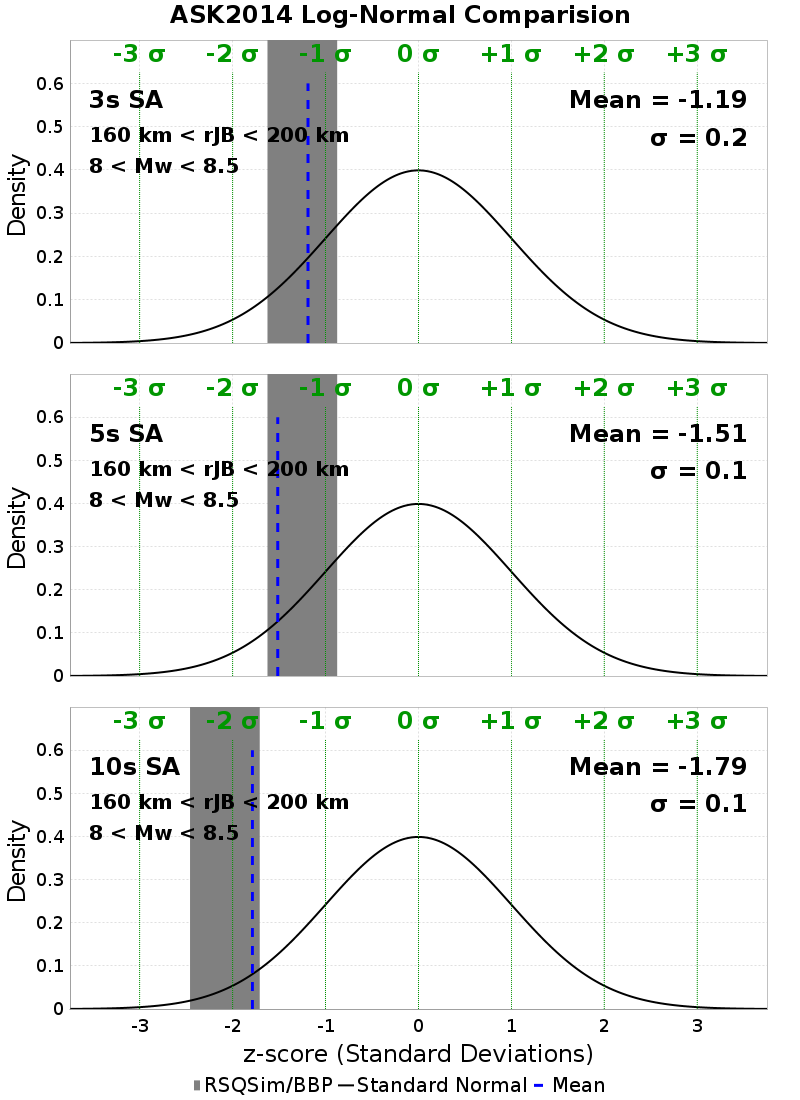 ASK2014 Log-Normal Comparision
-3 σ -2 σ -1 σ 0 σ +1 σ +2 σ +3 σ
0.6
3s SA Mean = -1.19
0.5
160 km < rJB < 200 km σ = 0.2
8 < Mw < 8.5
0.4
0.3
0.2
0.1
0
Density
-3 σ -2 σ -1 σ 0 σ +1 σ +2 σ +3 σ
0.6
5s SA Mean = -1.51
0.5
160 km < rJB < 200 km σ = 0.1
8 < Mw < 8.5
0.4
0.3
0.2
0.1
0
Density
-3 σ -2 σ -1 σ 0 σ +1 σ +2 σ +3 σ
0.6
10s SA Mean = -1.79
0.5
160 km < rJB < 200 km σ = 0.1
8 < Mw < 8.5
0.4
0.3
0.2
0.1
0
Density
-3 -2 -1 0 1 2 3
z-score (Standard Deviations)
RSQSim/BBP Standard Normal Mean